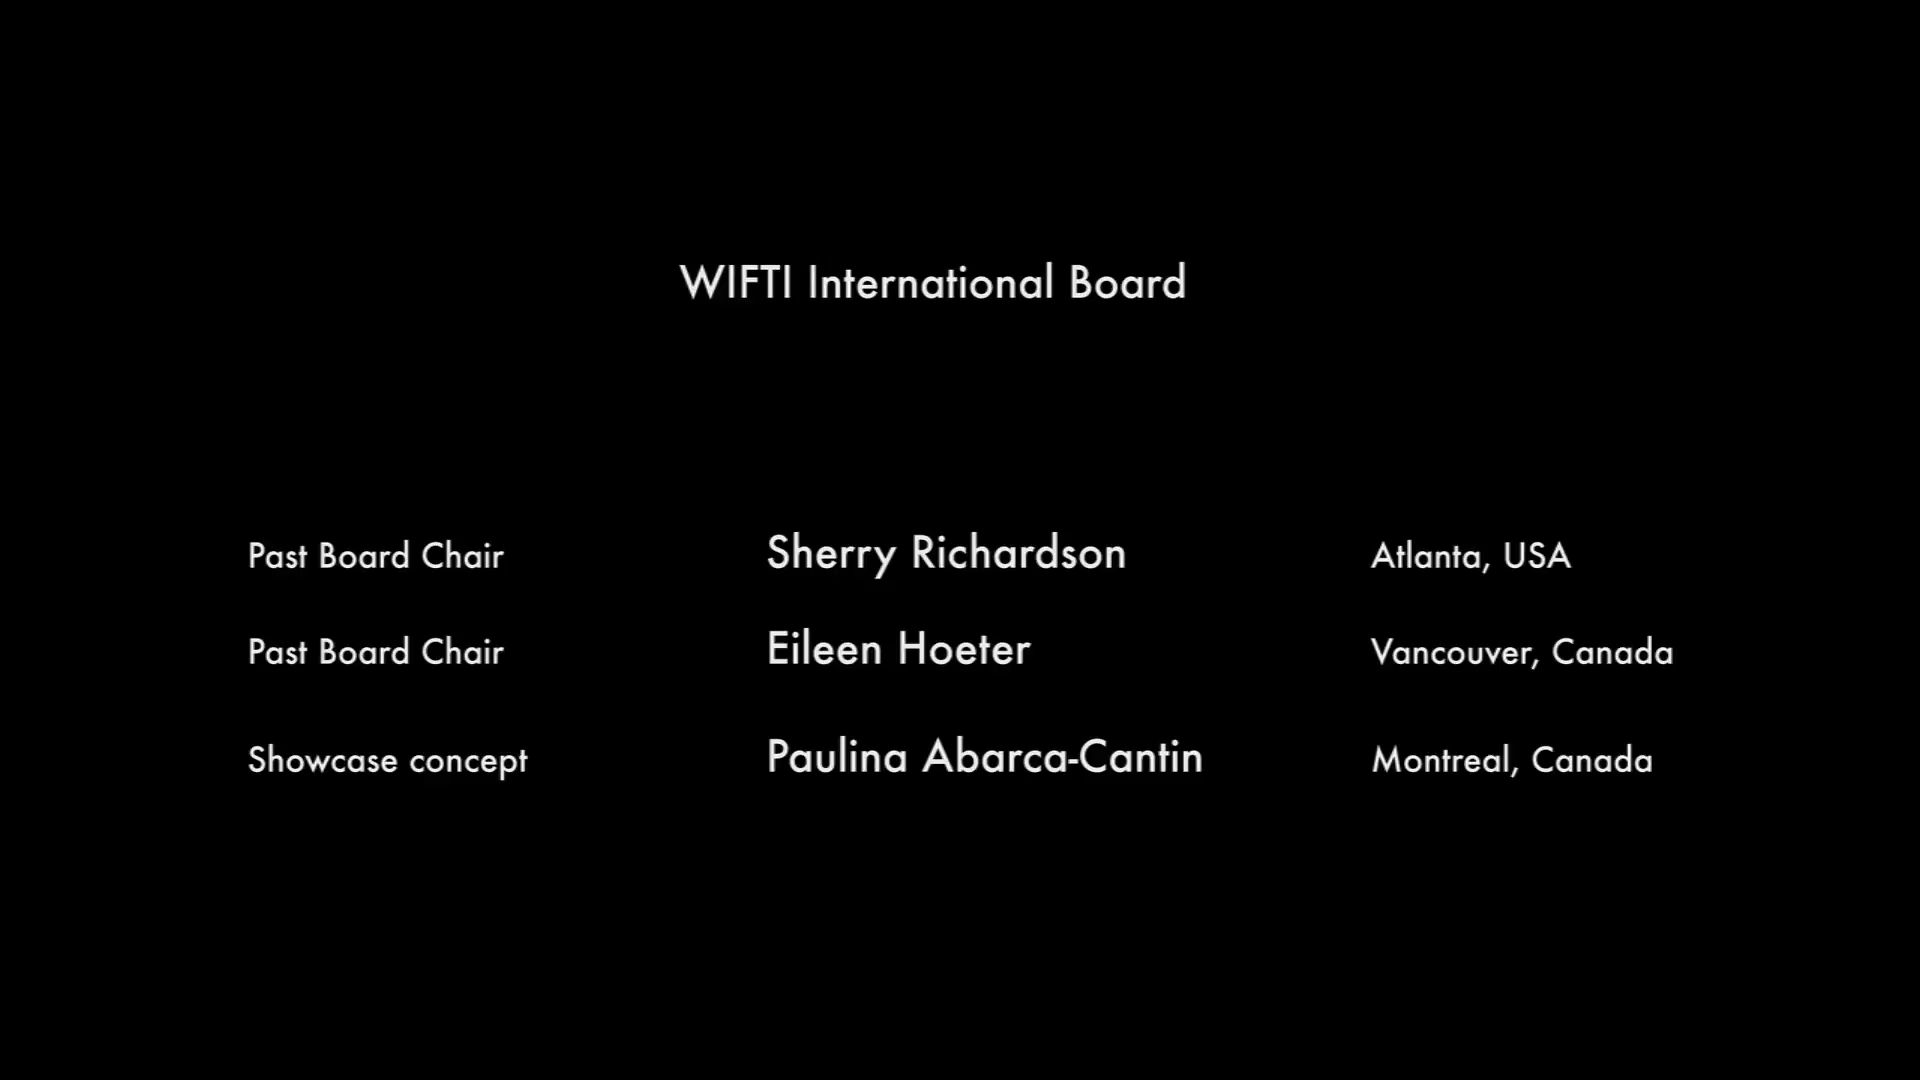 WIFTI International Board
Past Board Chair Sherry Richardson Atlanta, USA
Past Board Chair Eileen Hoeter Vancouver, Canada
Showcase concept Paulina Abarca-Cantin Montreal, Canada